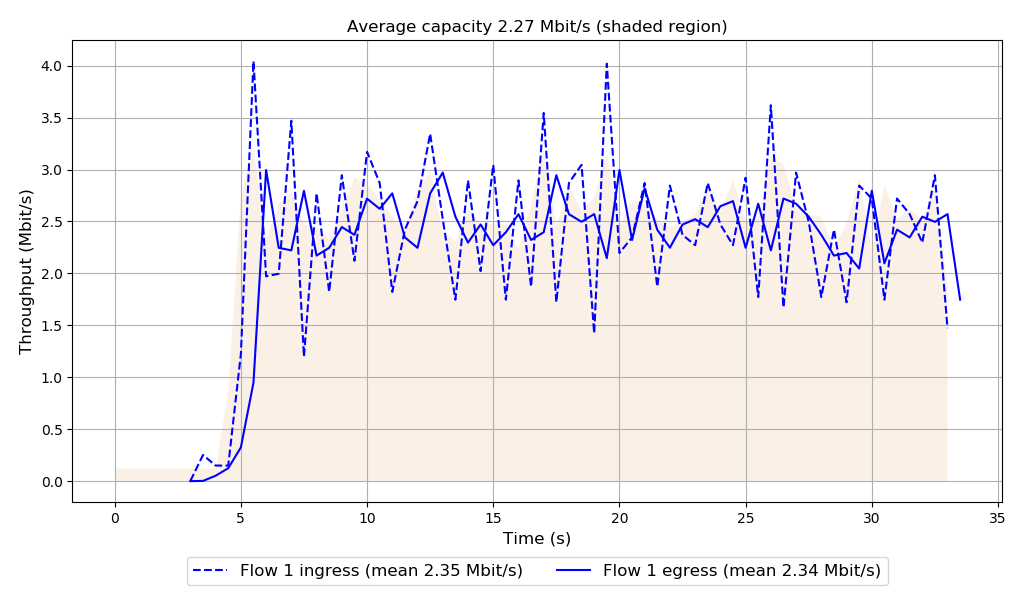 Average capacity 2.27 Mbit/s (shaded region)
Throughput (Mbit/s)
4.0
3.5
3.0
2.5
2.0
1.5
1.0
0.5
0.0
0 5 10 15 20 25 30 35
Time (s)
Flow 1 ingress (mean 2.35 Mbit/s) Flow 1 egress (mean 2.34 Mbit/s)